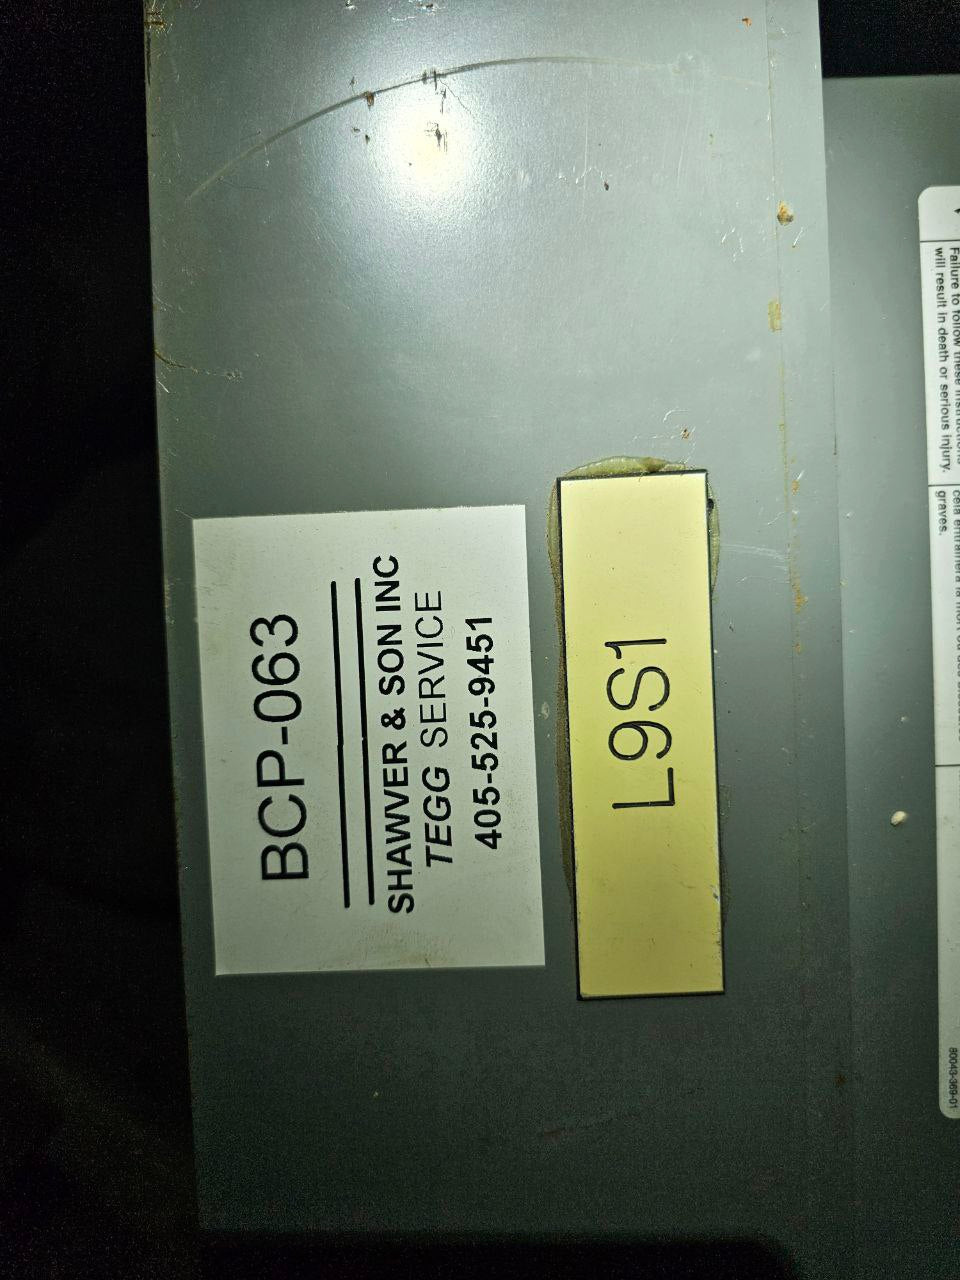 BCP-063
SHAWVER & SON INC
TEGG SERVICE
405-525-9451
L9S1
Failure to follow these instructions
will result in death or serious injury.
graves.
80043-369-01